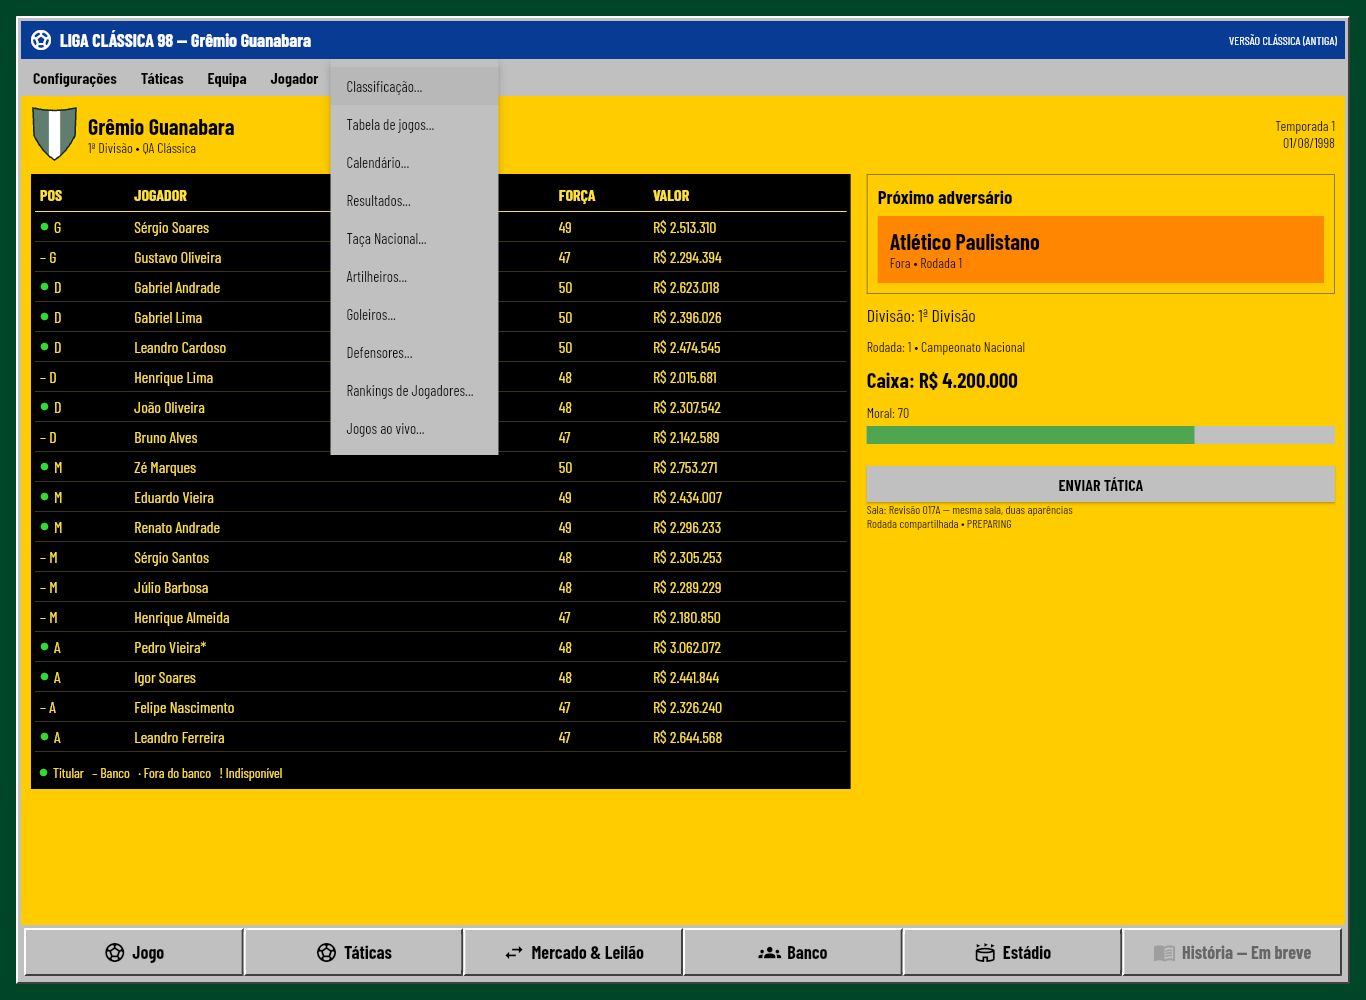 LIGA CLÁSSICA 98 – Grêmio Guanabara
VERSÃO CLÁSSICA (ANTIGA)
Configurações Táticas Equipa Jogador
Classificação...
Tabela de jogos...
Calendário...
Resultados...
Taça Nacional...
Artilheiros...
Goleiros...
Defensores...
Rankings de Jogadores...
Jogos ao vivo...
Grêmio Guanabara
1ª Divisão • QA Clássica
Temporada 1
01/08/1998
POS JOGADOR FORÇA VALOR
G Sérgio Soares 49 R$ 2.513.310
– G Gustavo Oliveira 47 R$ 2.294.394
D Gabriel Andrade 50 R$ 2.623.018
D Gabriel Lima 50 R$ 2.396.026
D Leandro Cardoso 50 R$ 2.474.545
– D Henrique Lima 48 R$ 2.015.681
D João Oliveira 48 R$ 2.307.542
– D Bruno Alves 47 R$ 2.142.589
M Zé Marques 50 R$ 2.753.271
M Eduardo Vieira 49 R$ 2.434.007
M Renato Andrade 49 R$ 2.296.233
– M Sérgio Santos 48 R$ 2.305.253
– M Júlio Barbosa 48 R$ 2.289.229
– M Henrique Almeida 47 R$ 2.180.850
A Pedro Vieira* 48 R$ 3.062.072
A Igor Soares 48 R$ 2.441.844
– A Felipe Nascimento 47 R$ 2.326.240
A Leandro Ferreira 47 R$ 2.644.568
Titular – Banco · Fora do banco ! Indisponível
Próximo adversário
Atlético Paulistano
Fora • Rodada 1
Divisão: 1ª Divisão
Rodada: 1 • Campeonato Nacional
Caixa: R$ 4.200.000
Moral: 70
ENVIAR TÁTICA
Sala: Revisão 017A — mesma sala, duas aparências
Rodada compartilhada • PREPARING
Jogo Táticas Mercado & Leilão Banco Estádio História – Em breve